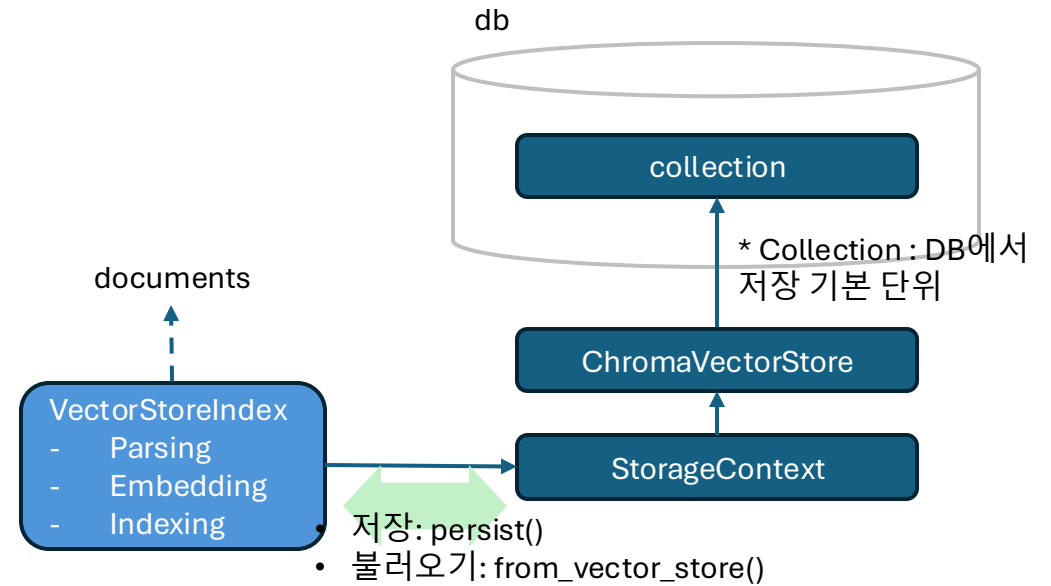 db
collection
* Collection : DB에서
저장 기본 단위
documents
ChromaVectorStore
VectorStoreIndex
- Parsing
- Embedding
- Indexing
StorageContext
• 저장: persist()
• 불러오기: from_vector_store()